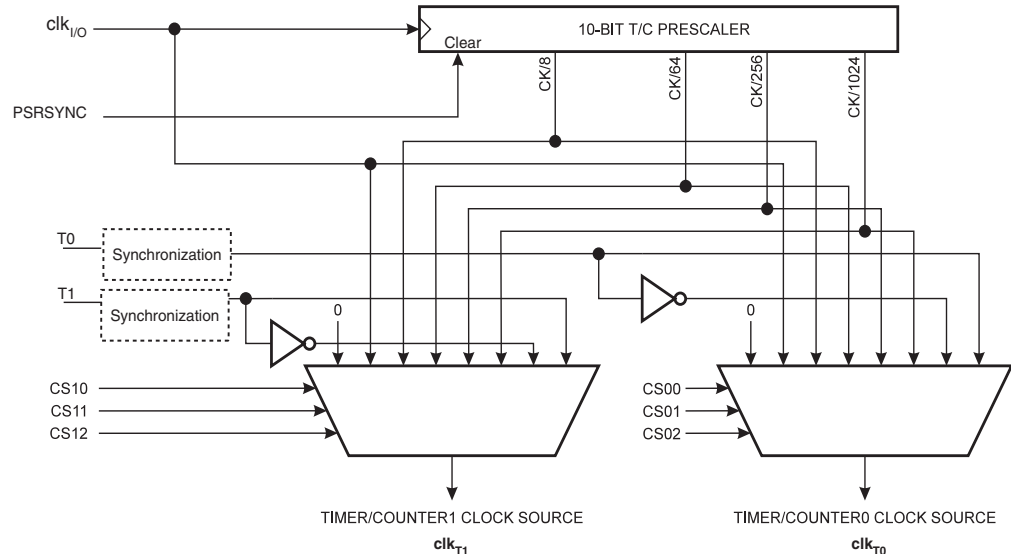 clkI/O
10-BIT T/C PRESCALER
Clear
CK/8
CK/64
CK/256
CK/1024
PSRSYNC
T0
Synchronization
T1
Synchronization
0
0
CS10
CS11
CS12
CS00
CS01
CS02
TIMER/COUNTER1 CLOCK SOURCE
clkT1
TIMER/COUNTER0 CLOCK SOURCE
clkT0